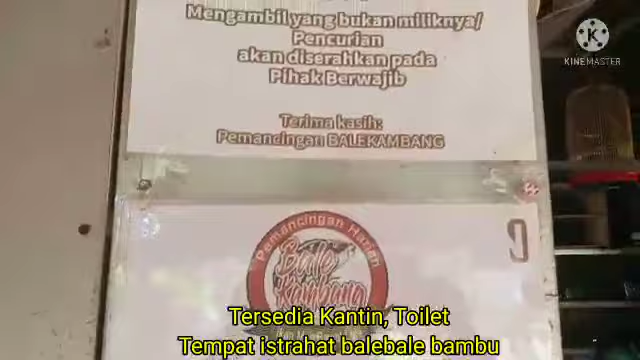 Mengambil yang bukan miliknya/
Pencurian
akan diserahkan pada
Pihak Berwajib
Terima kasih:
Pemandingan BALEKAMBANG
KINEMASTER
Pemancingan Harian
Bale
Kambang
Tersedia Kantin, Toilet
Tempat istrahat balebale bambu